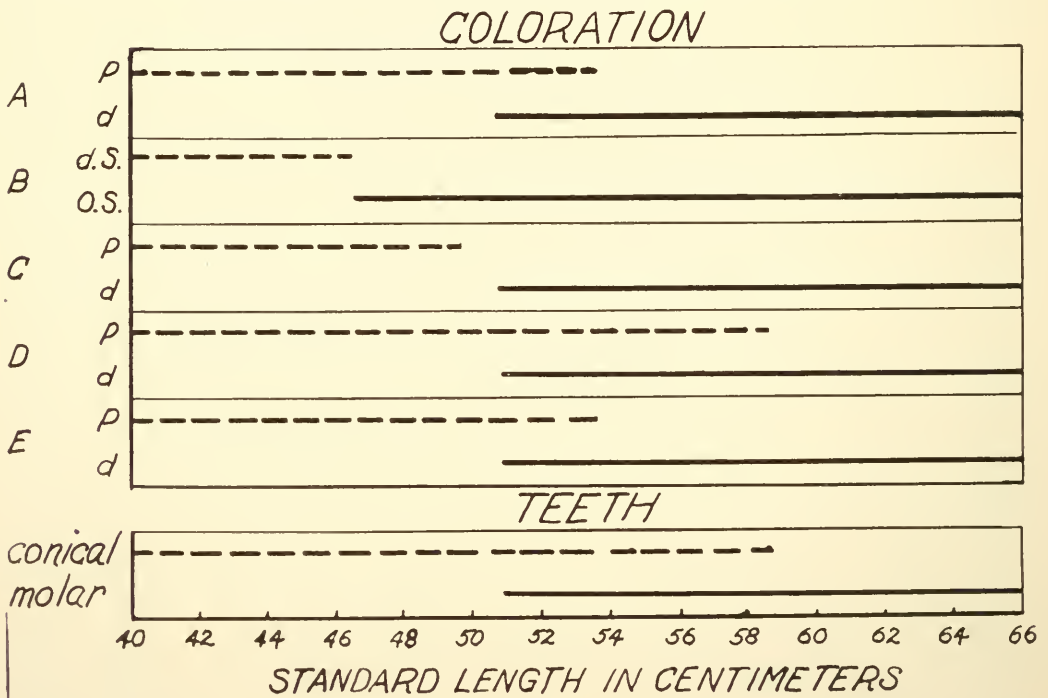 COLORATION
A
p
d
B
d.S.
O.S.
C
p
d
D
p
d
E
p
d
TEETH
conical
molar
40 42 44 46 48 50 52 54 56 58 60 62 64 66
STANDARD LENGTH IN CENTIMETERS